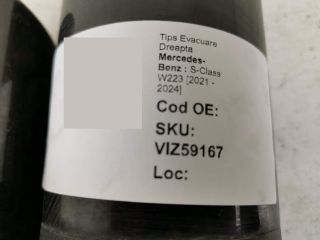 Tips Evacuare
Dreapta
Mercedes-
Benz : S-Class
W223 [2021 -
2024]
Cod OE:
SKU:
VIZ59167
Loc: